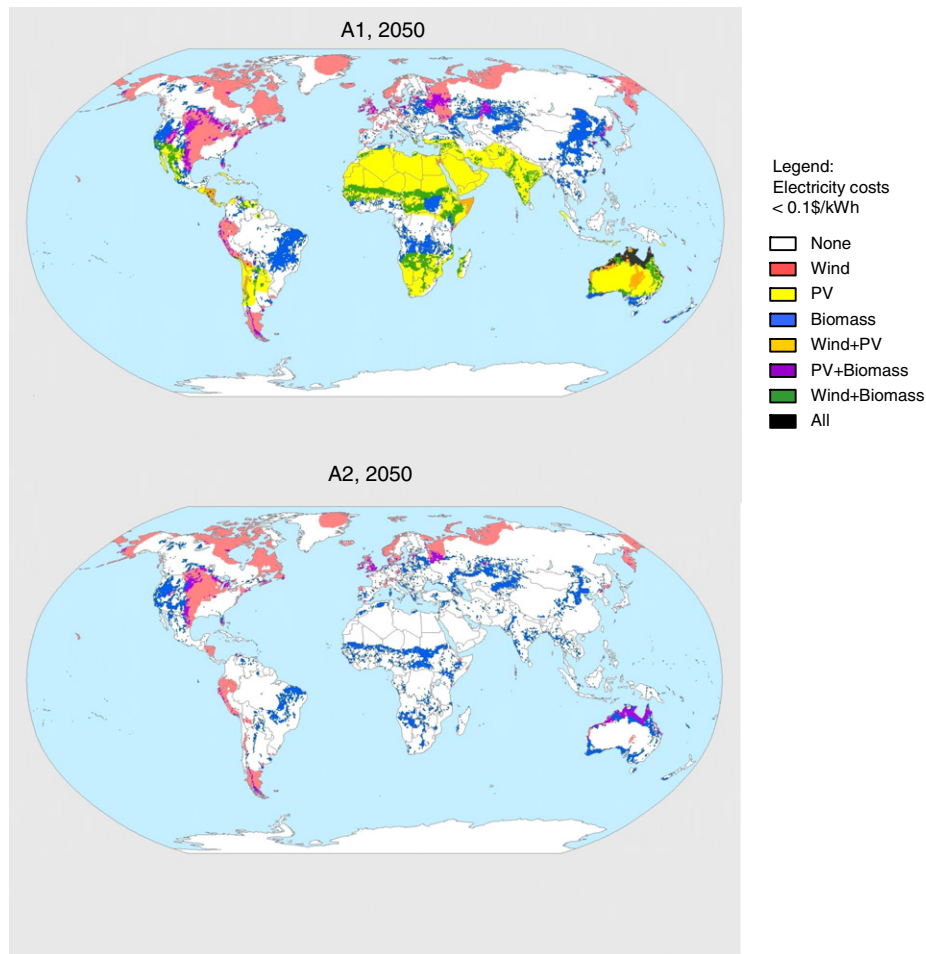 A1, 2050
Legend:
Electricity costs
< 0.1$/kWh
None
Wind
PV
Biomass
Wind+PV
PV+Biomass
Wind+Biomass
All
A2, 2050